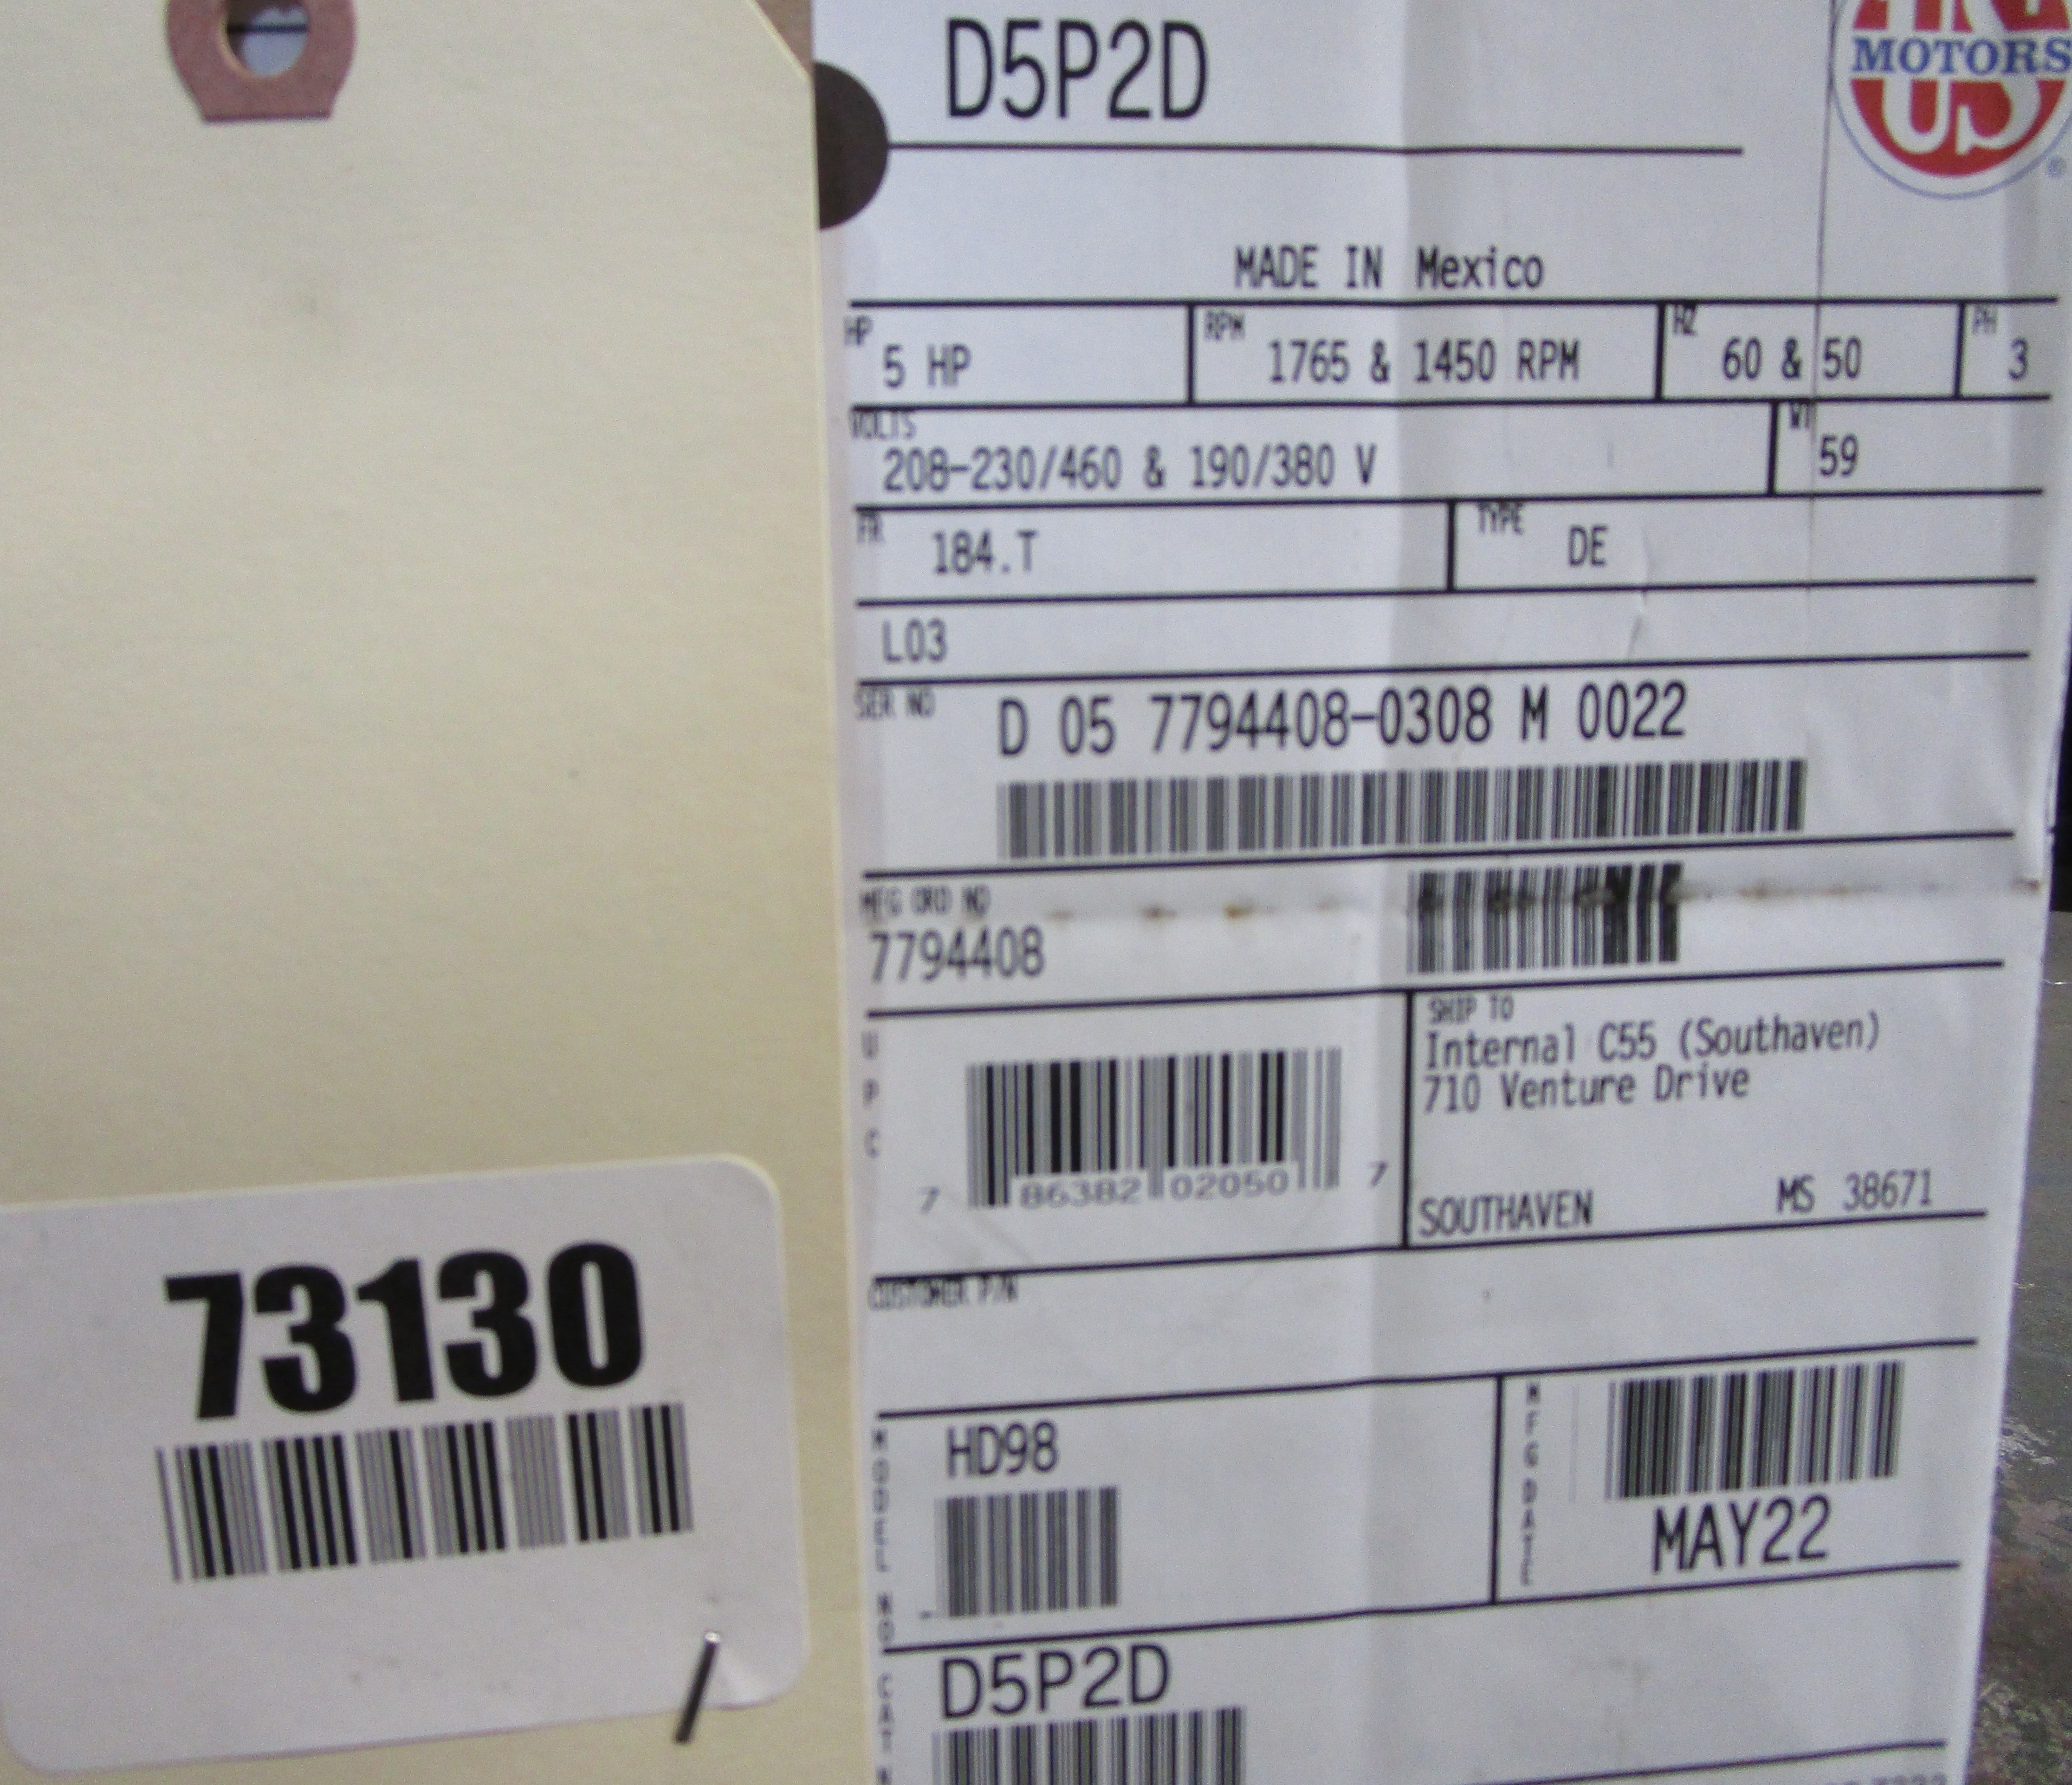 D5P2D
MOTORS
US
®
MADE IN Mexico
HP 5 HP RPM 1765 & 1450 RPM HZ 60 & 50 PH 3
VOLTS 208-230/460 & 190/380 V WT 59
FR 184.T TYPE DE
L03
SER NO D 05 7794408-0308 M 0022
MFG ORD NO
7794408
UPC
7 86382 02050 7
SHIP TO
Internal C55 (Southaven)
710 Venture Drive
SOUTHAVEN MS 38671
CUSTOMER P/N
MODEL NO
HD98
MFG DATE
MAY22
CAT
D5P2D
73130